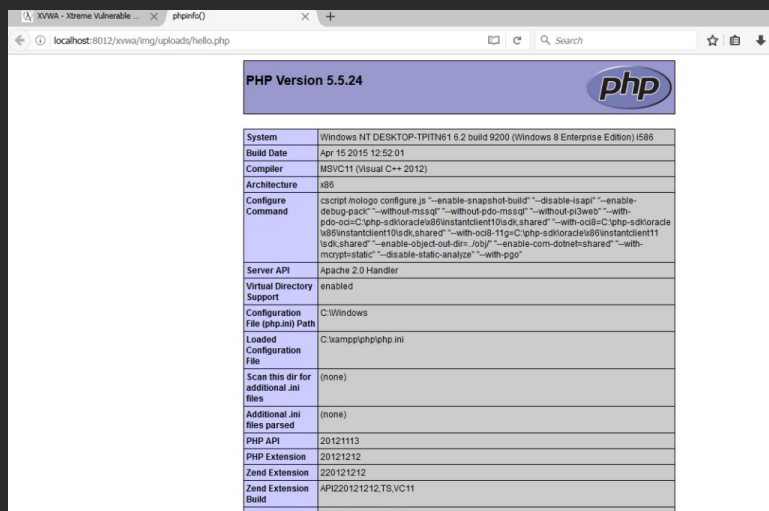 XVWA - Xtreme Vulnerable ...
phpinfo()
localhost:8012/xvwa/img/uploads/hello.php
Search
PHP Version 5.5.24
php
System
Windows NT DESKTOP-TPITN61 6.2 build 9200 (Windows 8 Enterprise Edition) i586
Build Date
Apr 15 2015 12:52:01
Compiler
MSVC11 (Visual C++ 2012)
Architecture
x86
Configure
Command
cscript /nologo configure.js "--enable-snapshot-build" "--disable-isapi" "--enable-
debug-pack" "--without-mssql" "--without-pdo-mssql" "--without-pi3web" "--with-
pdo-oci=C:\php-sdk\oracle\x86\instantclient10\sdk,shared" "--with-oci8=C:\php-sdk\oracle
\x86\instantclient10\sdk,shared" "--with-oci8-11g=C:\php-sdk\oracle\x86\instantclient11
\sdk,shared" "--enable-object-out-dir=../obj/" "--enable-com-dotnet=shared" "--with-
mcrypt=static" "--disable-static-analyze" "--with-pgo"
Server API
Apache 2.0 Handler
Virtual Directory
Support
enabled
Configuration
File (php.ini) Path
C:\Windows
Loaded
Configuration
File
C:\xampp\php\php.ini
Scan this dir for
additional .ini
files
(none)
Additional .ini
files parsed
(none)
PHP API
20121113
PHP Extension
20121212
Zend Extension
220121212
Zend Extension
Build
API220121212,TS,VC11